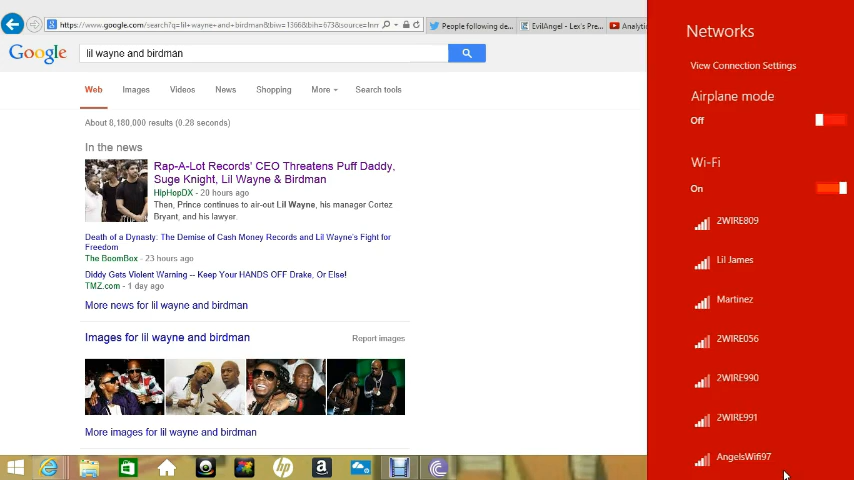 https://www.google.com/search?q=lil+wayne+and+birdman&biw=1366&bih=673&source=lnm
People following de...
EvilAngel - Lex's Pre...
Analytic
Google
lil wayne and birdman
Web Images Videos News Shopping More Search tools
About 8,180,000 results (0.28 seconds)
In the news
Rap-A-Lot Records' CEO Threatens Puff Daddy,
Suge Knight, Lil Wayne & Birdman
HipHopDX - 20 hours ago
Then, Prince continues to air-out Lil Wayne, his manager Cortez
Bryant, and his lawyer.
Death of a Dynasty: The Demise of Cash Money Records and Lil Wayne's Fight for
Freedom
The BoomBox - 23 hours ago
Diddy Gets Violent Warning -- Keep Your HANDS OFF Drake, Or Else!
TMZ.com - 1 day ago
More news for lil wayne and birdman
Images for lil wayne and birdman
Report images
More images for lil wayne and birdman
hp
a
Networks
View Connection Settings
Airplane mode
Off
Wi-Fi
On
2WIRE809
Lil James
Martinez
2WIRE056
2WIRE990
2WIRE991
AngelsWifi97